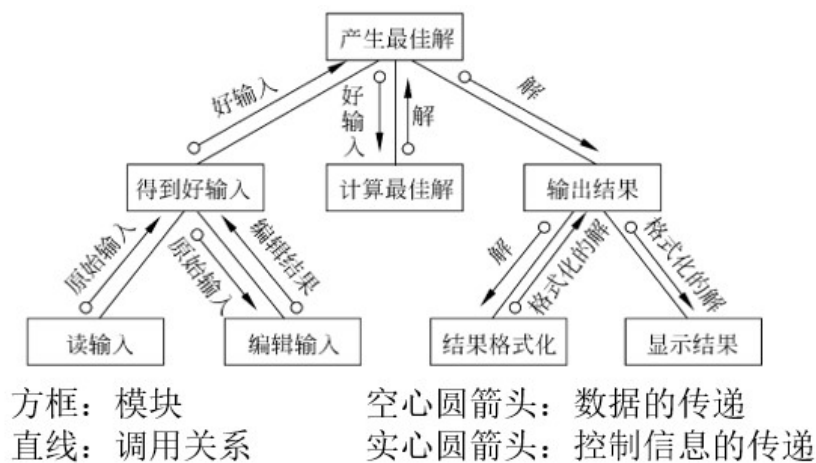 产生最佳解
好输入
好输入
解
解
得到好输入
计算最佳解
输出结果
原始输入
原始输入
编辑结果
解
格式化的解
格式化的解
读输入
编辑输入
结果格式化
显示结果
方框：模块
空心圆箭头：数据的传递
直线：调用关系
实心圆箭头：控制信息的传递